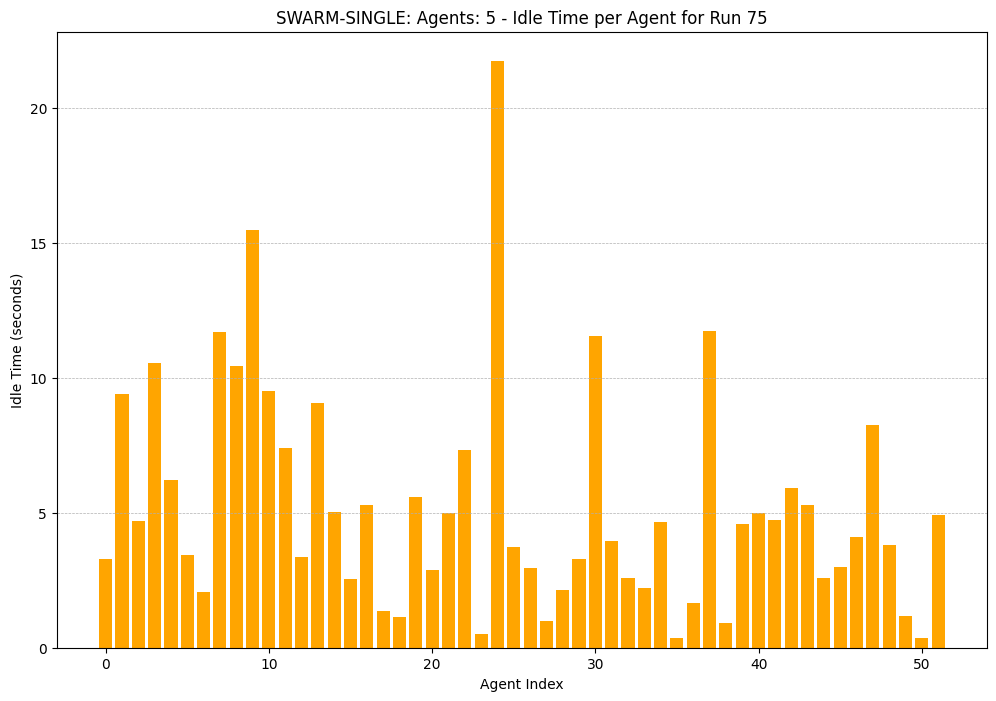 SWARM-SINGLE: Agents: 5 - Idle Time per Agent for Run 75
Idle Time (seconds)
20
15
10
5
0
0 10 20 30 40 50
Agent Index